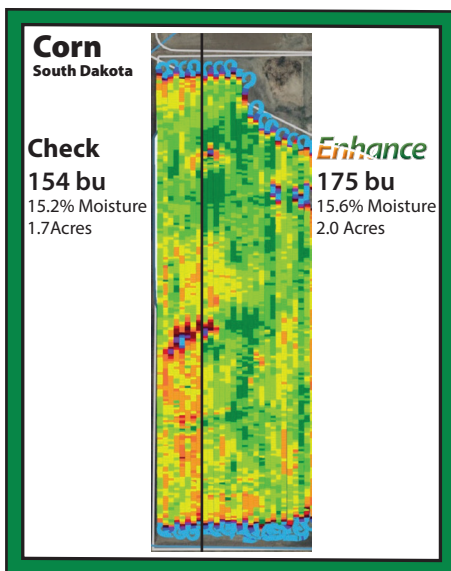 Corn
South Dakota
Check
154 bu
15.2% Moisture
1.7Acres
Enhance
175 bu
15.6% Moisture
2.0 Acres